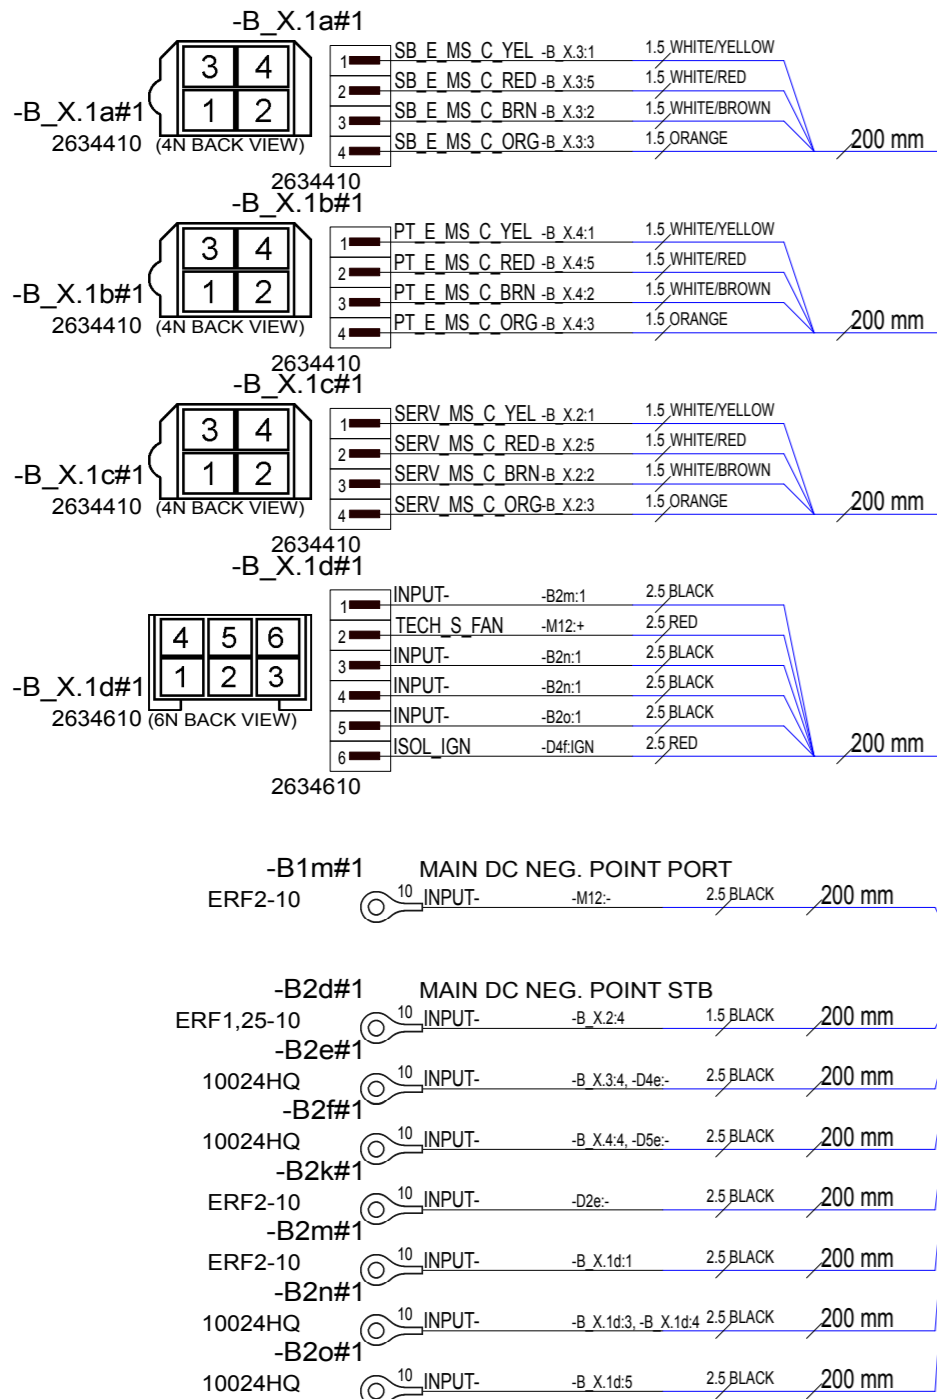 -B_X.1a#1
3 4
1 2
-B_X.1a#1
2634410 (4N BACK VIEW)
1 SB_E_MS_C_YEL -B_X.3:1 1.5 WHITE/YELLOW
2 SB_E_MS_C_RED -B_X.3:5 1.5 WHITE/RED
3 SB_E_MS_C_BRN -B_X.3:2 1.5 WHITE/BROWN
4 SB_E_MS_C_ORG -B_X.3:3 1.5 ORANGE 200 mm
2634410
-B_X.1b#1
3 4
1 2
-B_X.1b#1
2634410 (4N BACK VIEW)
1 PT_E_MS_C_YEL -B_X.4:1 1.5 WHITE/YELLOW
2 PT_E_MS_C_RED -B_X.4:5 1.5 WHITE/RED
3 PT_E_MS_C_BRN -B_X.4:2 1.5 WHITE/BROWN
4 PT_E_MS_C_ORG -B_X.4:3 1.5 ORANGE 200 mm
2634410
-B_X.1c#1
3 4
1 2
-B_X.1c#1
2634410 (4N BACK VIEW)
1 SERV_MS_C_YEL -B_X.2:1 1.5 WHITE/YELLOW
2 SERV_MS_C_RED -B_X.2:5 1.5 WHITE/RED
3 SERV_MS_C_BRN -B_X.2:2 1.5 WHITE/BROWN
4 SERV_MS_C_ORG -B_X.2:3 1.5 ORANGE 200 mm
2634410
-B_X.1d#1
4 5 6
1 2 3
-B_X.1d#1
2634610 (6N BACK VIEW)
1 INPUT- -B2m:1 2.5 BLACK
2 TECH_S_FAN -M12:+ 2.5 RED
3 INPUT- -B2n:1 2.5 BLACK
4 INPUT- -B2n:1 2.5 BLACK
5 INPUT- -B2o:1 2.5 BLACK
6 ISOL_IGN -D4f:IGN 2.5 RED 200 mm
2634610
-B1m#1 MAIN DC NEG. POINT PORT
ERF2-10 10 INPUT- -M12:- 2.5 BLACK 200 mm
-B2d#1 MAIN DC NEG. POINT STB
ERF1,25-10 10 INPUT- -B_X.2:4 1.5 BLACK 200 mm
-B2e#1
10024HQ 10 INPUT- -B_X.3:4, -D4e:- 2.5 BLACK 200 mm
-B2f#1
10024HQ 10 INPUT- -B_X.4:4, -D5e:- 2.5 BLACK 200 mm
-B2k#1
ERF2-10 10 INPUT- -D2e:- 2.5 BLACK 200 mm
-B2m#1
ERF2-10 10 INPUT- -B_X.1d:1 2.5 BLACK 200 mm
-B2n#1
10024HQ 10 INPUT- -B_X.1d:3, -B_X.1d:4 2.5 BLACK 200 mm
-B2o#1
10024HQ 10 INPUT- -B_X.1d:5 2.5 BLACK 200 mm